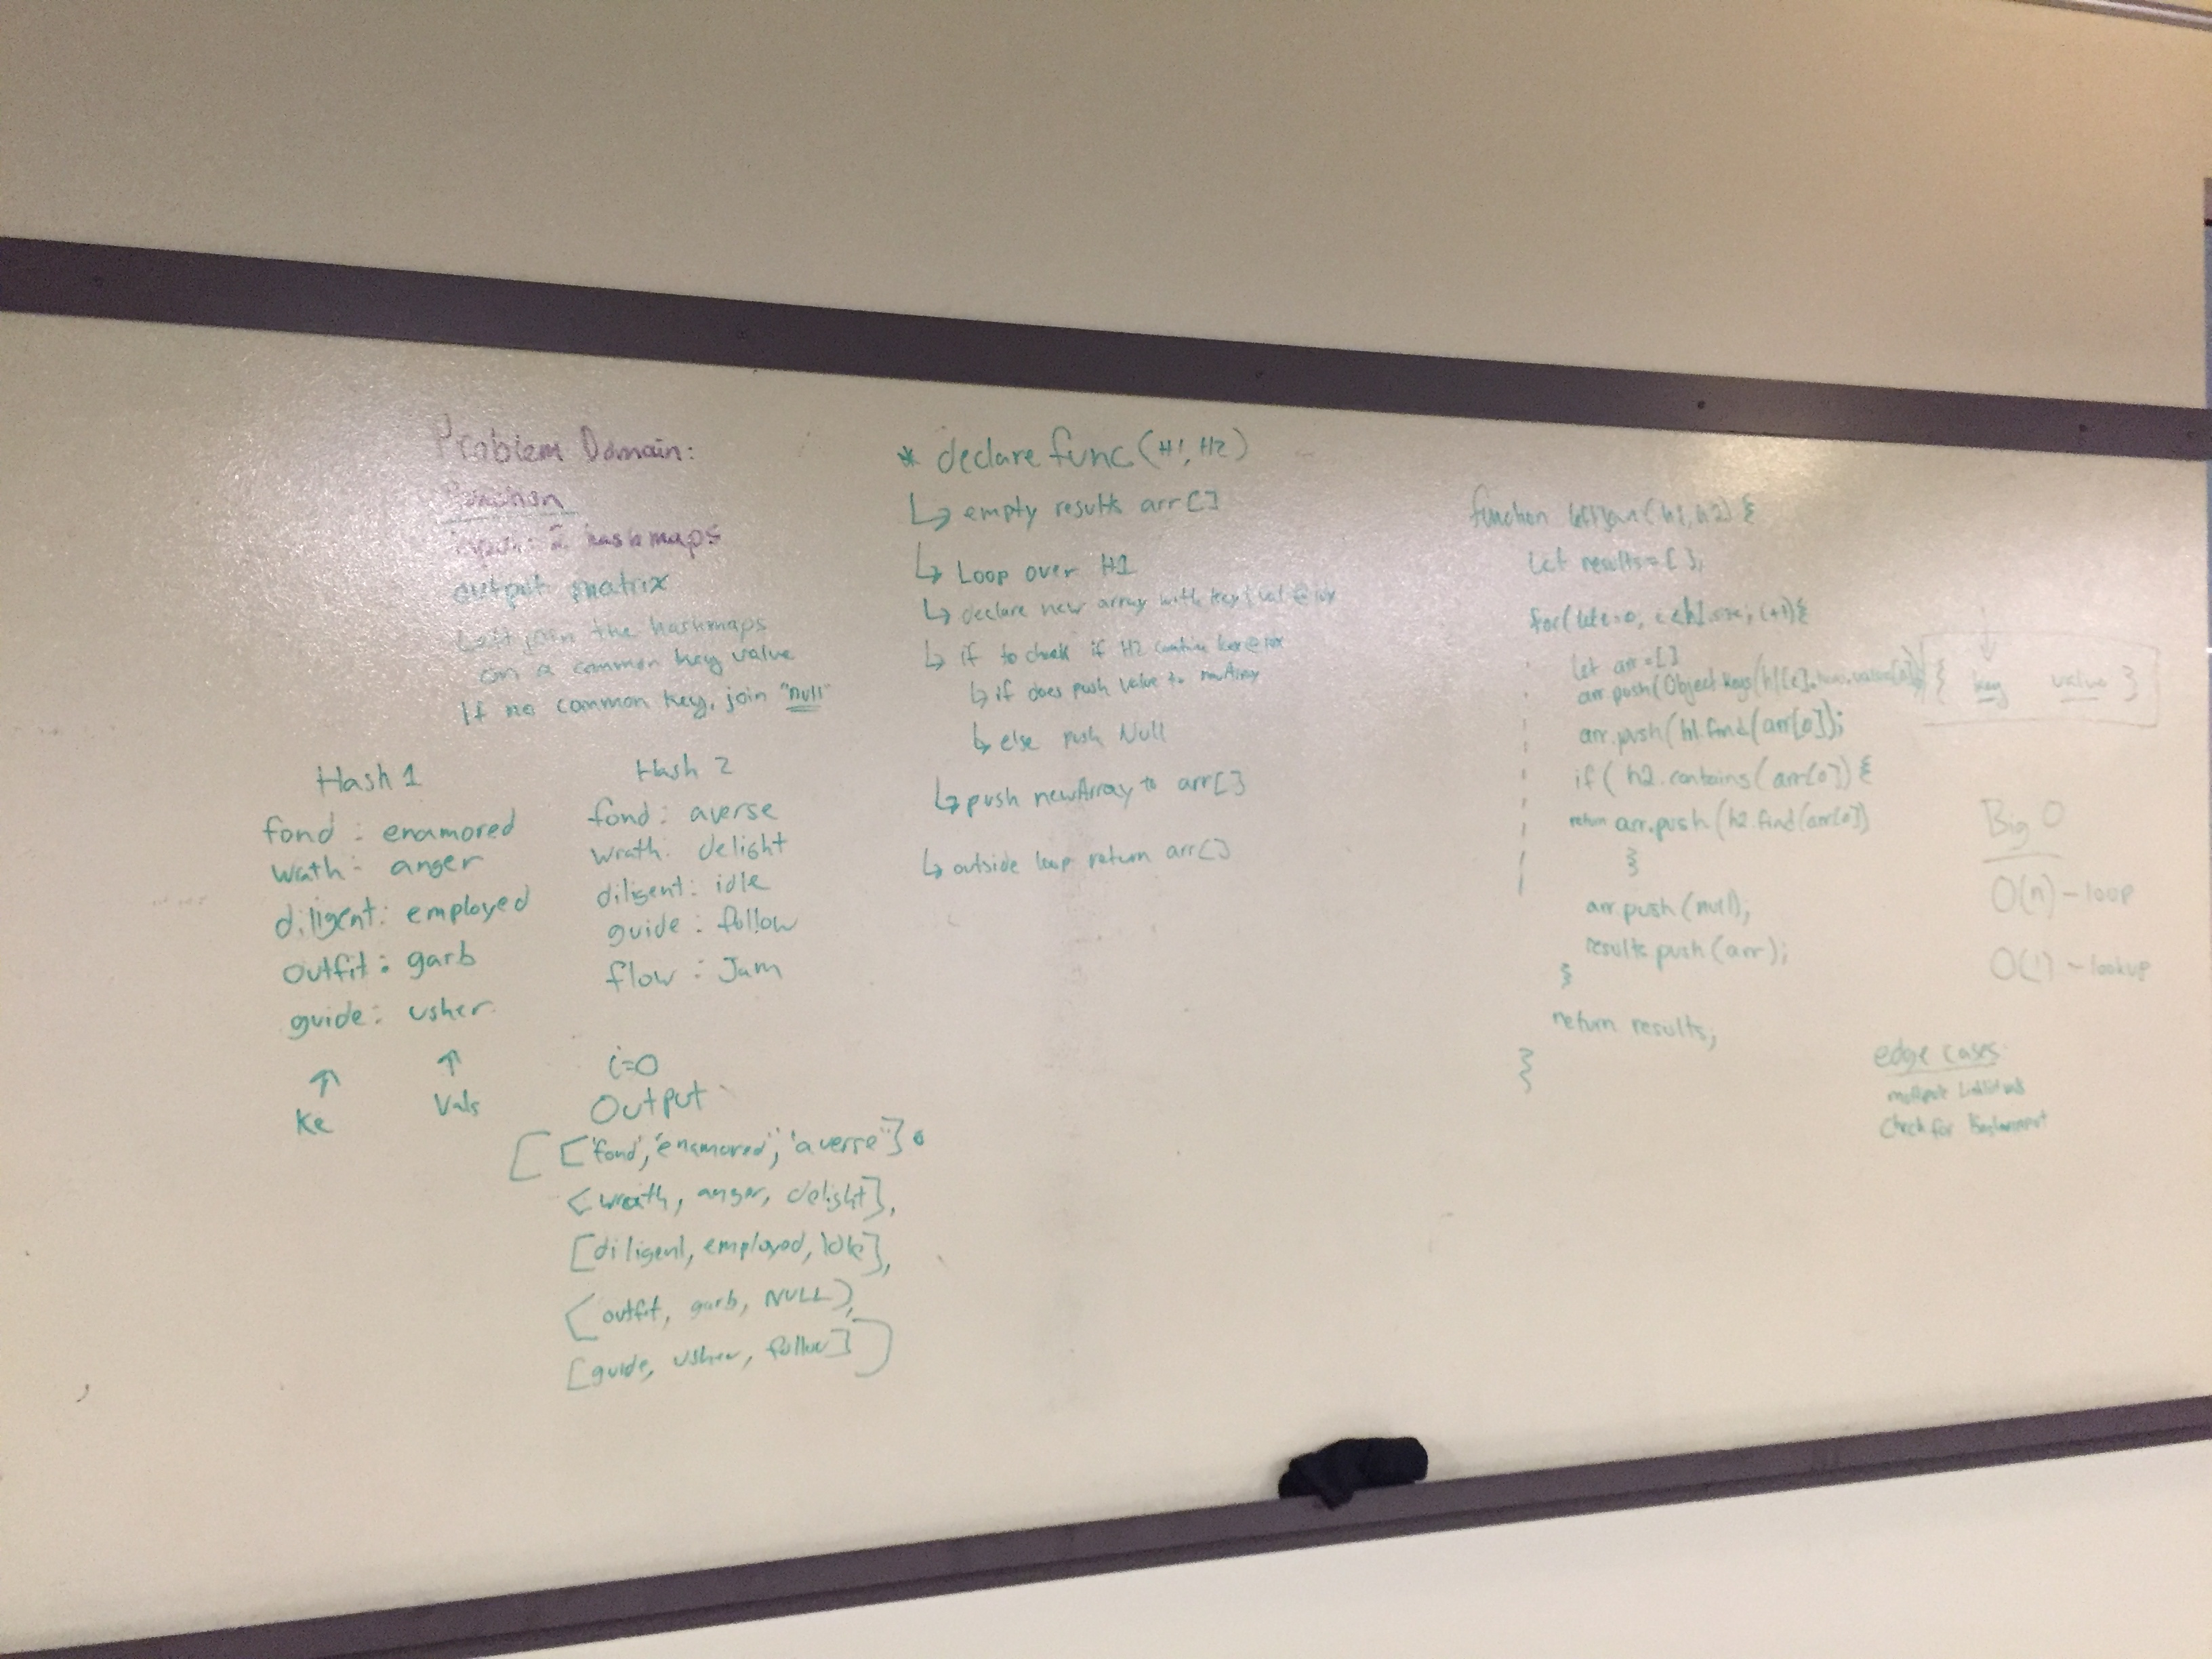 Problem Domain:
Function
input: 2 hashmaps
output: matrix
Left join the hashmaps
on a common key value
If no common key, join "null"
Hash 1
fond : enamored
wrath: anger
diligent: employed
outfit: garb
guide: usher
Ke
Vals
Hash 2
fond: averse
wrath: delight
diligent: idle
guide: follow
flow : Jam
i=0
Output
[ ['fond', 'enamored', 'averse'],
[wrath, anger, delight],
[diligent, employed, Idle],
[outfit, garb, NULL],
[guide, usher, follow] ]
* declare func (H1, H2)
↳ empty results arr[]
↳ Loop over H1
↳ declare new array with key | val @ idx
↳ if to check if H2 contains key @ idx
↳ if does push value to newArray
↳ else push Null
↳ push newArray to arr[]
↳ outside loop return arr[]
function leftJoin(h1, h2) {
let results = [];
for(let i=0; i<h1.size; i++){
let arr = []
arr.push(Object.keys(h1[i].
arr.push(h1.find(arr[0]);
if( h2.contains(arr[0]) {
return arr.push(h2.find(arr[0])
}
arr.push(null);
results.push(arr);
}
return results;
}
{ key value }
Big O
O(n) - loop
O(1) - lookup
edge cases
multiple
Check for